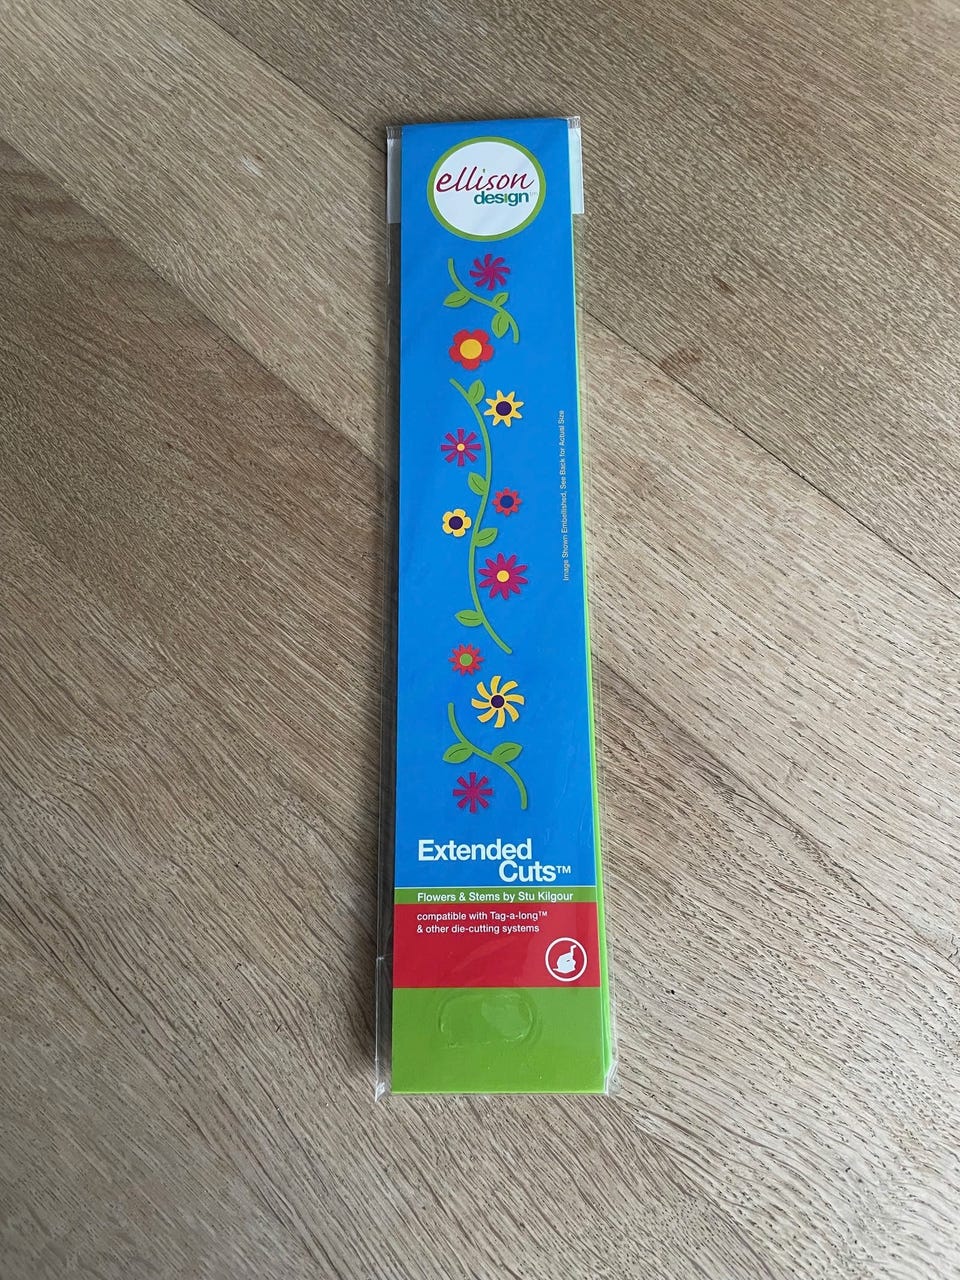 ellison
design™
Image Shown Embellished, See Back for Actual Size
Extended
Cuts™
Flowers & Stems by Stu Kilgour
compatible with Tag-a-long™
& other die-cutting systems